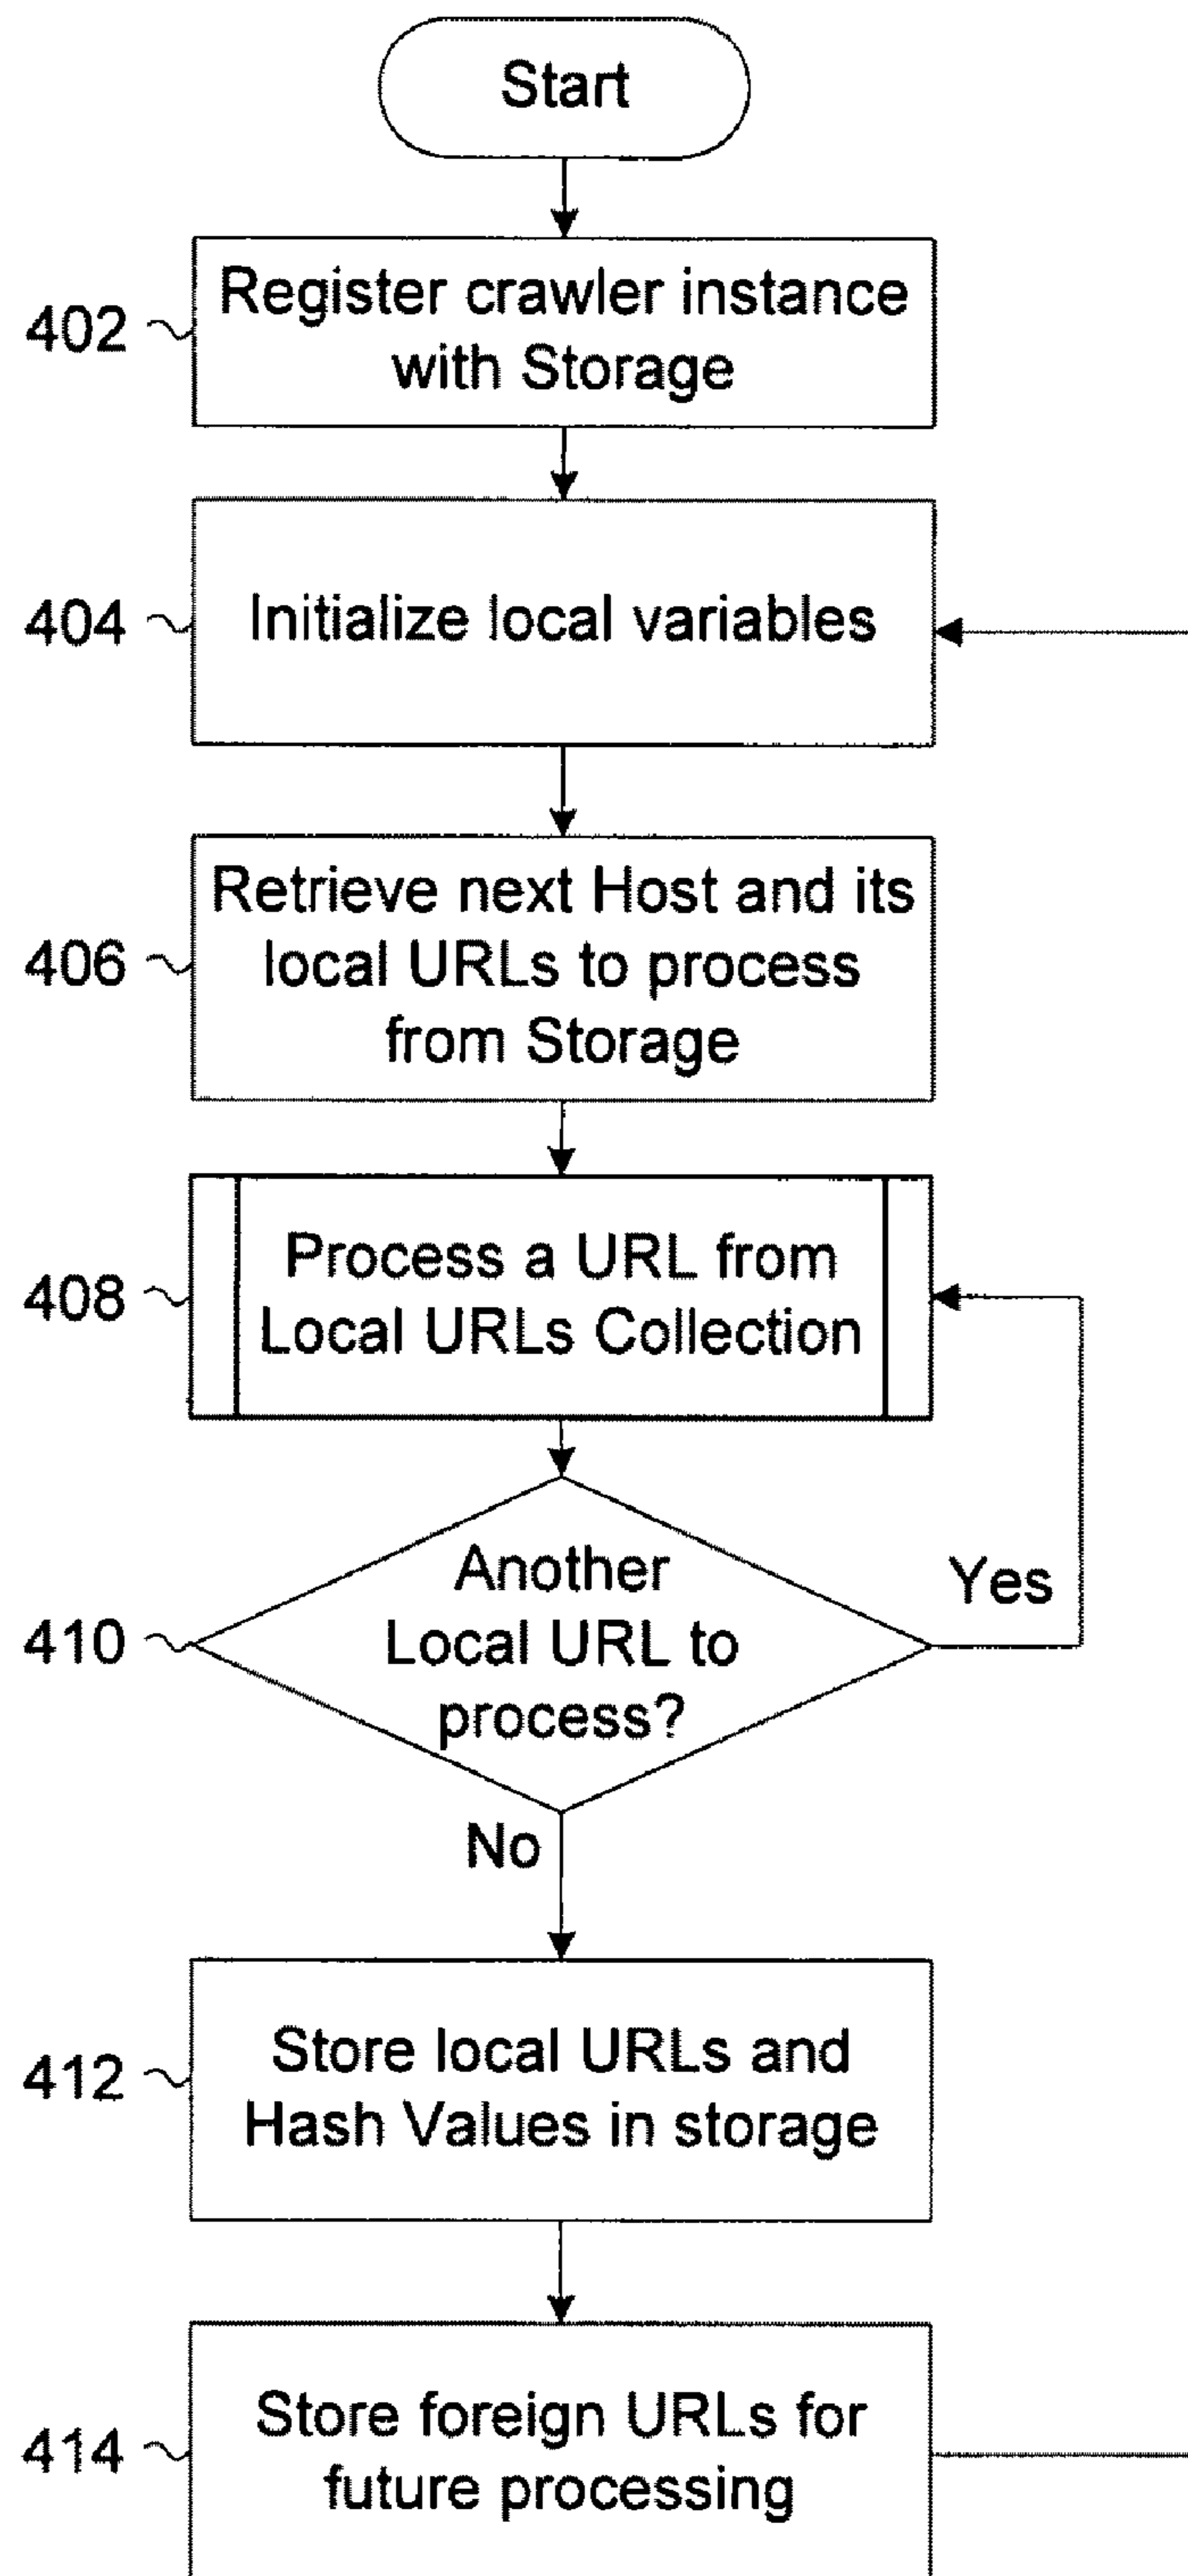 Start
402
Register crawler instance
with Storage
404
Initialize local variables
406
Retrieve next Host and its
local URLs to process
from Storage
408
Process a URL from
Local URLs Collection
410
Another
Local URL to
process?
Yes
No
412
Store local URLs and
Hash Values in storage
414
Store foreign URLs for
future processing